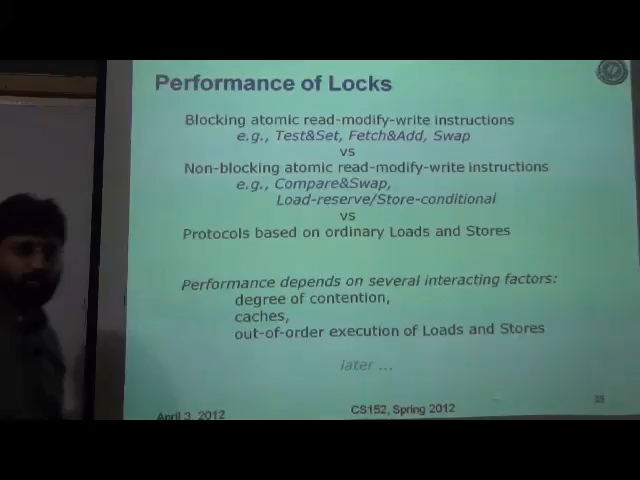 Performance of Locks
Blocking atomic read-modify-write instructions
e.g., Test&Set, Fetch&Add, Swap
vs
Non-blocking atomic read-modify-write instructions
e.g., Compare&Swap,
Load-reserve/Store-conditional
vs
Protocols based on ordinary Loads and Stores
Performance depends on several interacting factors:
degree of contention,
caches,
out-of-order execution of Loads and Stores
later ...
April 3, 2012
CS152, Spring 2012